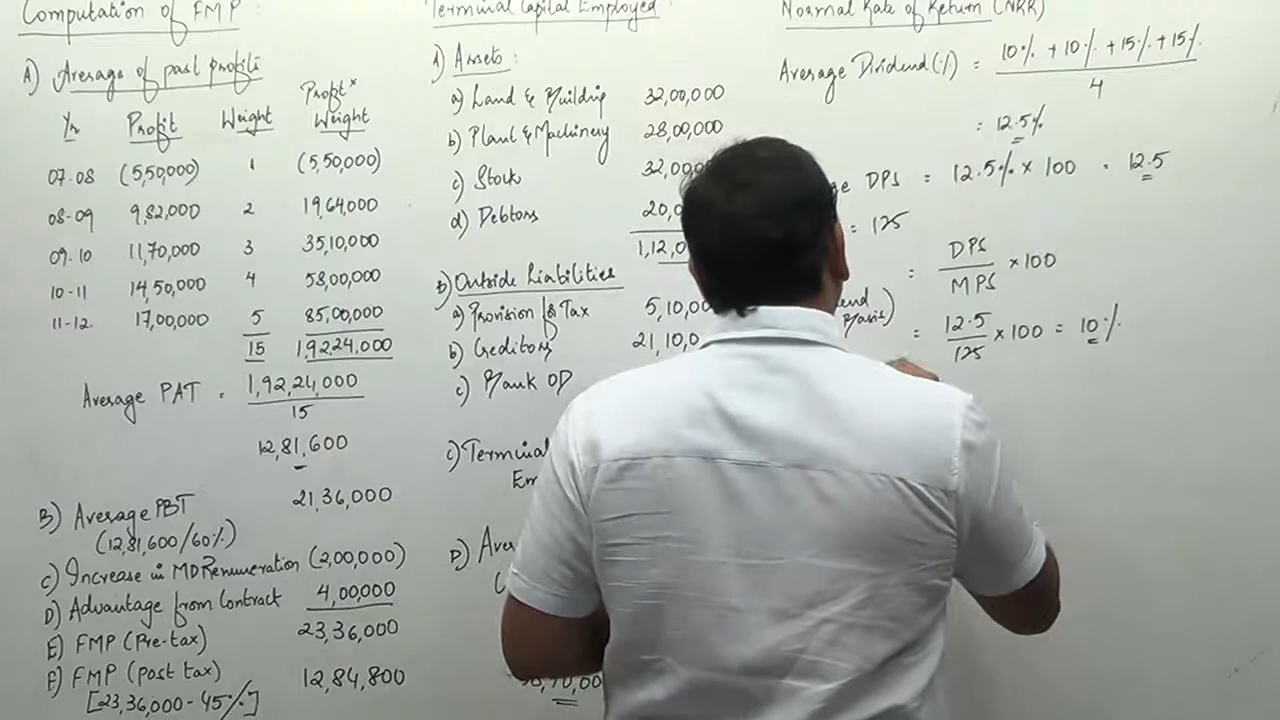 Computation of FMP :
A) Average of past profits
Yr Profit Weight Profit × Weight
07-08 (5,50,000) 1 (5,50,000)
08-09 9,82,000 2 19,64,000
09-10 11,70,000 3 35,10,000
10-11 14,50,000 4 58,00,000
11-12. 17,00,000 5 85,00,000
15 1,92,24,000
Average PAT = 1,92,24,000
15
12,81,600
B) Average PBT 21,36,000
(12,81,600/60%)
C) Increase in MD Renumeration (2,00,000)
D) Advantage from Contract 4,00,000
E) FMP (Pre-tax) 23,36,000
F) FMP (Post tax) 12,84,800
[23,36,000 - 45%]
Terminal Capital Employed
A) Assets :
a) Land & Building 32,00,000
b) Plant & Machinery 28,00,000
c) Stock 32,00,
d) Debtors 20,
1,12,
B) Outside Liabilities
a) Provision for Tax 5,10,00
b) Creditors 21,10,0
c) Bank OD
C) Terminal
Em
D) Aver
Normal Rate of Return (NRR)
Average Dividend (%) = 10% + 10% + 15% + 15%
4
= 12.5%
DPS = 12.5% × 100 = 12.5
= 125
= DPS × 100
MPS
Basis)
= 12.5 × 100 = 10%
125